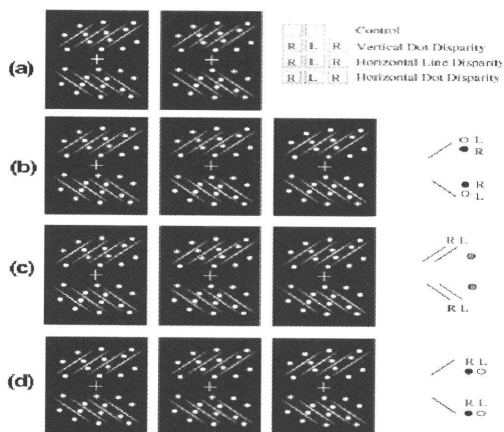 Control
R L R Vertical Dot Disparity
(a)
R L R Horizontal Line Disparity
R L R Horizontal Dot Disparity
L
(b)
R
R
L
R L
(c)
R L
R L
(d)
R L